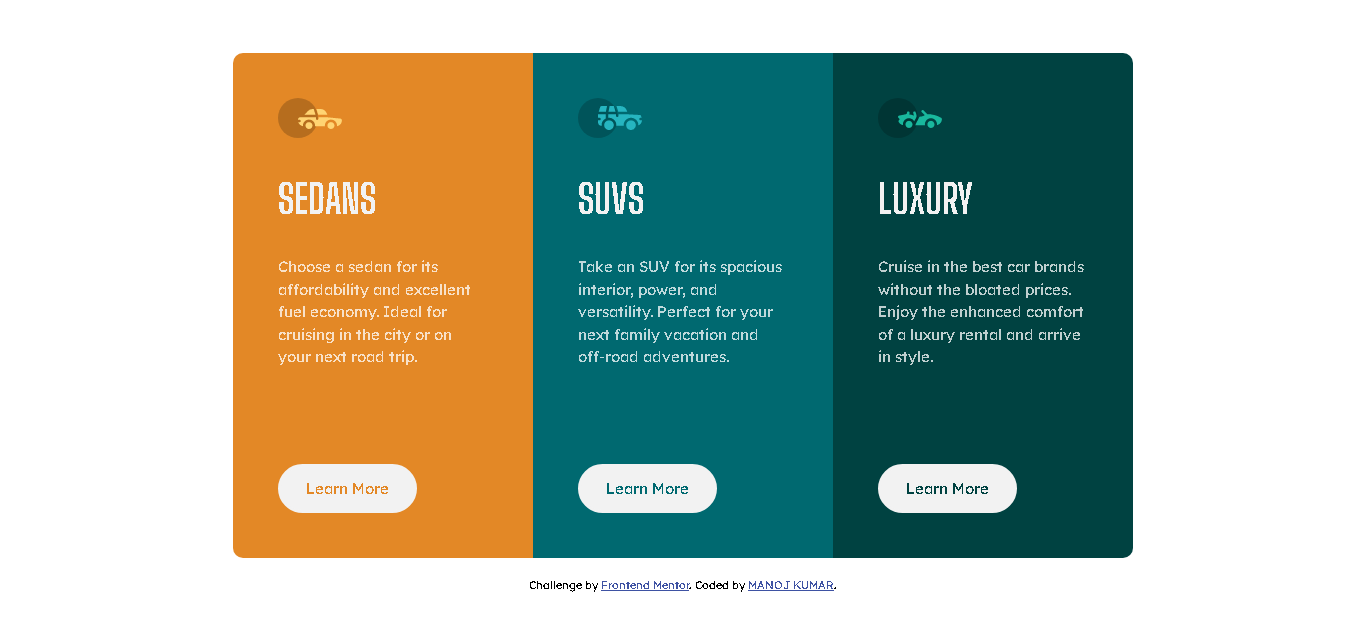 SEDANS
Choose a sedan for its
affordability and excellent
fuel economy. Ideal for
cruising in the city or on
your next road trip.
Learn More
SUVS
Take an SUV for its spacious
interior, power, and
versatility. Perfect for your
next family vacation and
off-road adventures.
Learn More
LUXURY
Cruise in the best car brands
without the bloated prices.
Enjoy the enhanced comfort
of a luxury rental and arrive
in style.
Learn More
Challenge by Frontend Mentor. Coded by MANOJ KUMAR.